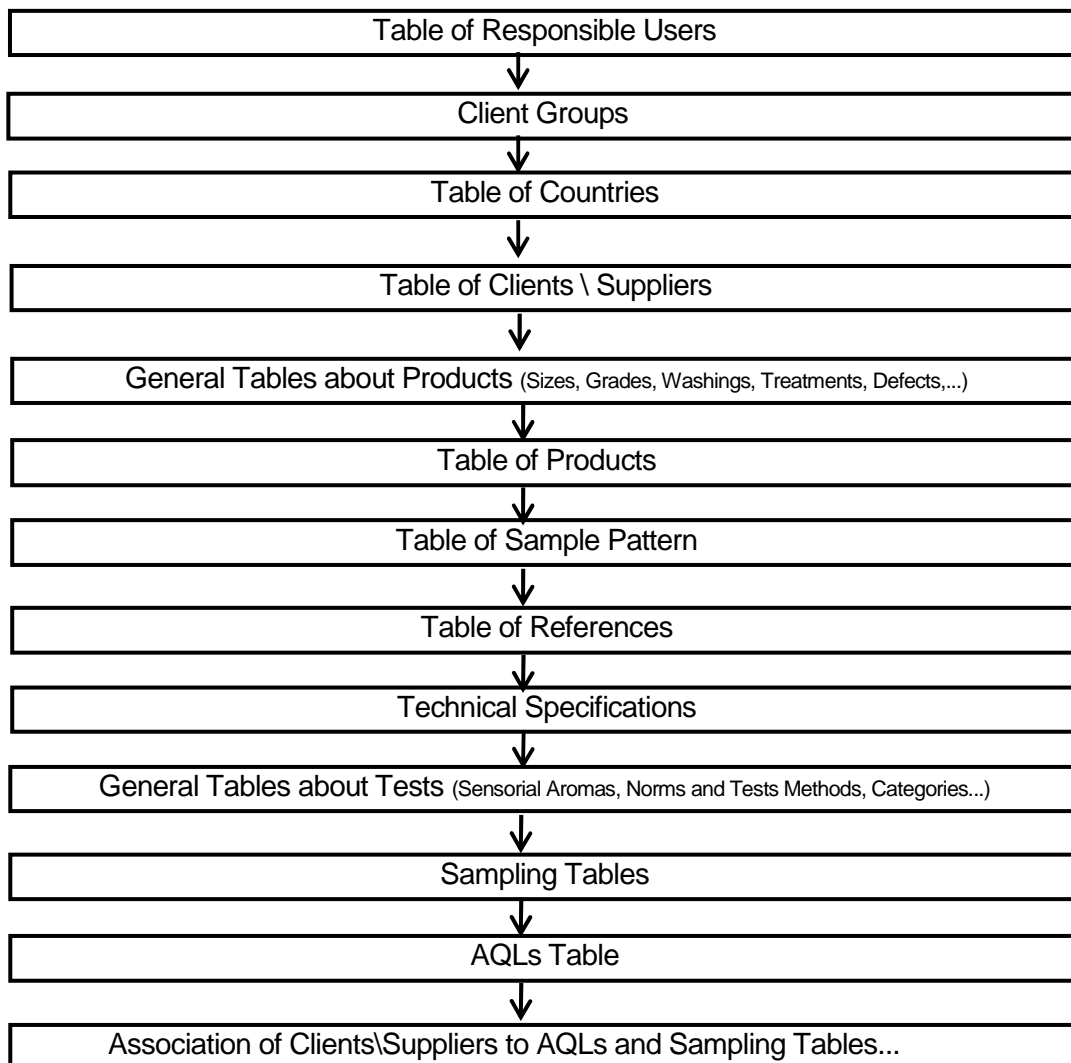 Table of Responsible Users
Client Groups
Table of Countries
Table of Clients \ Suppliers
General Tables about Products (Sizes, Grades, Washings, Treatments, Defects,...)
Table of Products
Table of Sample Pattern
Table of References
Technical Specifications
General Tables about Tests (Sensorial Aromas, Norms and Tests Methods, Categories...)
Sampling Tables
AQLs Table
Association of Clients\Suppliers to AQLs and Sampling Tables...